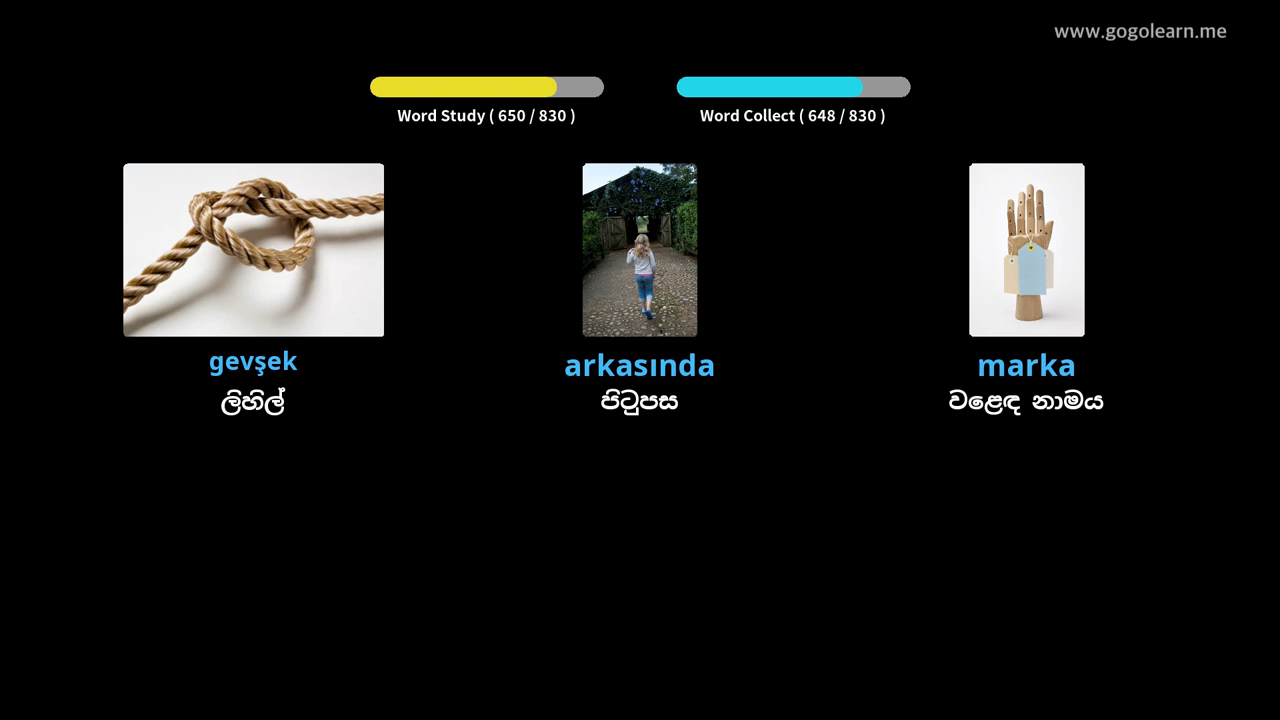 www.gogolearn.me
Word Study ( 650 / 830 )
Word Collect ( 648 / 830 )
gevşek
ලිහිල්
arkasında
පිටුපස
marka
වෙළෙඳ නාමය